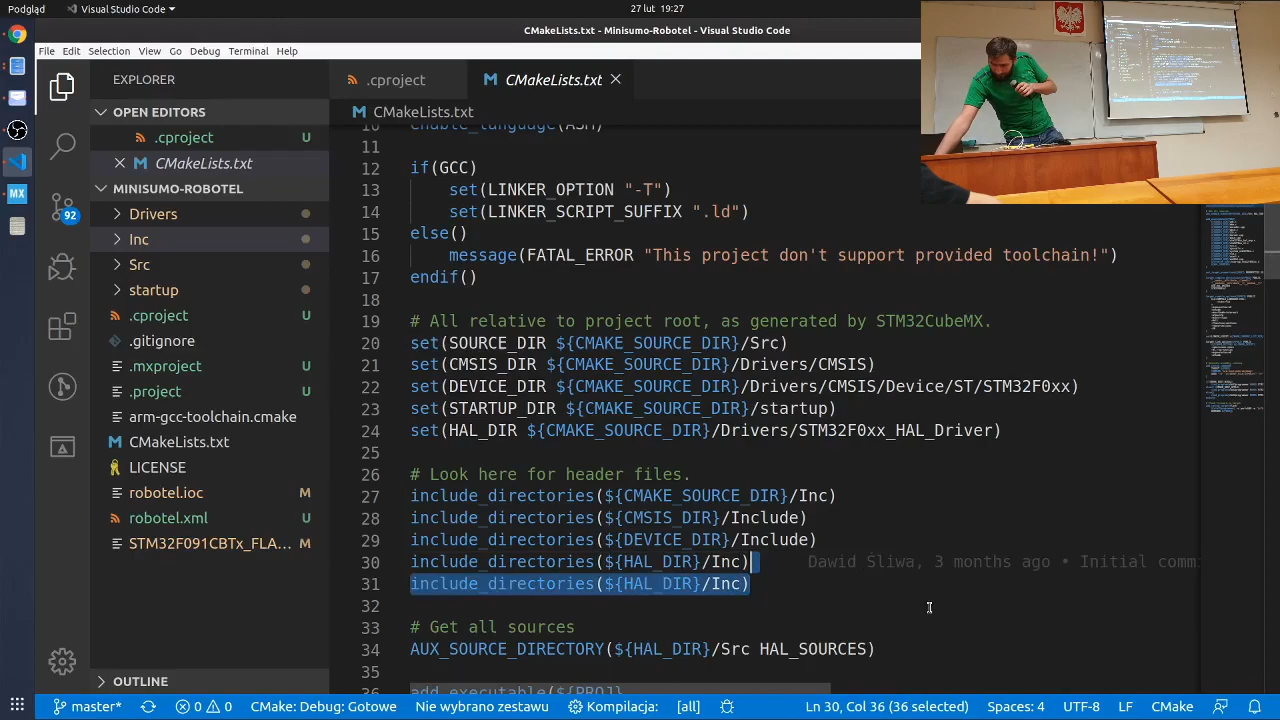 Podgląd
Visual Studio Code
27 lut 19:27
CMakeLists.txt - Minisumo-Robotel - Visual Studio Code
File Edit Selection View Go Debug Terminal Help
EXPLORER
.cproject
CMakeLists.txt
OPEN EDITORS
CMakeLists.txt
.cproject U
CMakeLists.txt
MINISUMO-ROBOTEL
Drivers
Inc
Src
startup
.cproject U
.gitignore
.mxproject U
.project U
arm-gcc-toolchain.cmake
CMakeLists.txt
LICENSE
robotel.ioc M
robotel.xml U
STM32F091CBTx_FLA... M
OUTLINE
92
11
12 if(GCC)
13 set(LINKER_OPTION "-T")
14 set(LINKER_SCRIPT_SUFFIX ".ld")
15 else()
16 message(FATAL_ERROR "This project don't support provided toolchain!")
17 endif()
18
19 # All relative to project root, as generated by STM32CubeMX.
20 set(SOURCE_DIR ${CMAKE_SOURCE_DIR}/Src)
21 set(CMSIS_DIR ${CMAKE_SOURCE_DIR}/Drivers/CMSIS)
22 set(DEVICE_DIR ${CMAKE_SOURCE_DIR}/Drivers/CMSIS/Device/ST/STM32F0xx)
23 set(STARTUP_DIR ${CMAKE_SOURCE_DIR}/startup)
24 set(HAL_DIR ${CMAKE_SOURCE_DIR}/Drivers/STM32F0xx_HAL_Driver)
25
26 # Look here for header files.
27 include_directories(${CMAKE_SOURCE_DIR}/Inc)
28 include_directories(${CMSIS_DIR}/Include)
29 include_directories(${DEVICE_DIR}/Include)
30 include_directories(${HAL_DIR}/Inc) Dawid Śliwa, 3 months ago • Initial commi
31 include_directories(${HAL_DIR}/Inc)
32
33 # Get all sources
34 AUX_SOURCE_DIRECTORY(${HAL_DIR}/Src HAL_SOURCES)
35
36 add_executable(${PROJ}
master* 0 0 CMake: Debug: Gotowe Nie wybrano zestawu Kompilacja: [all] Ln 30, Col 36 (36 selected) Spaces: 4 UTF-8 LF CMake